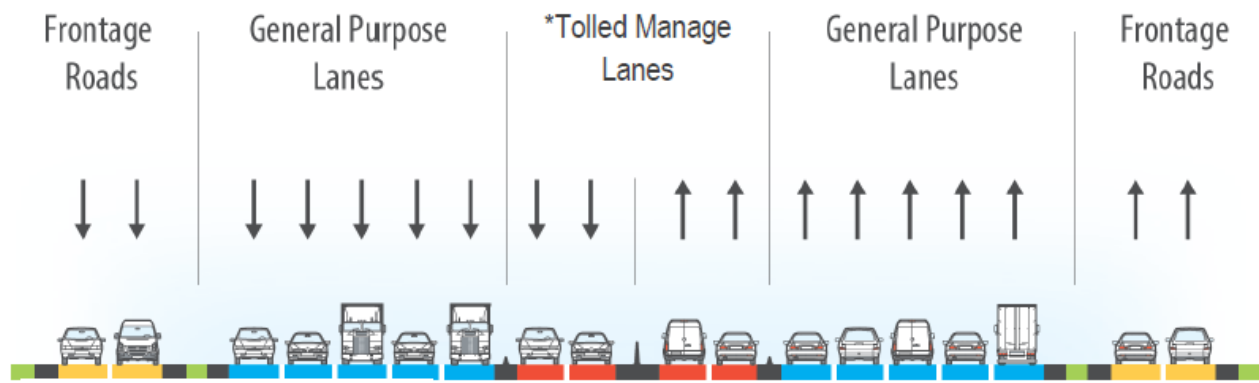 Frontage
Roads
General Purpose
Lanes
*Tolled Manage
Lanes
General Purpose
Lanes
Frontage
Roads